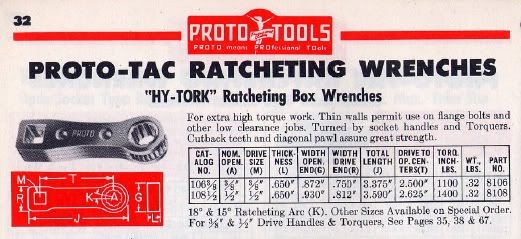 32
PROTO TOOLS
PROTO means PROfessional TOols
PROTO-TAC RATCHETING WRENCHES
"HY-TORK" Ratcheting Box Wrenches
For extra high torque work. Thin walls permit use on flange bolts and
other low clearance jobs. Turned by socket handles and Torquers.
Cutback teeth and diagonal pawl assure great strength.
PROTO
CAT- ALOG NO. NOM. OPEN. (A) DRIVE SIZE (M) THICK- NESS (L) WIDTH OPEN. END(G) WIDTH DRIVE END(R) TOTAL LENGTH (J) DRIVE TO OP. CEN- TERS(T) TORQ. INCH- LBS. WT., LBS. PART NO.
1066⅝ ⅝" ⅜" .650" .872" .750" 3.375" 2.500" 1100 .32 8106
1081½ ½" ½" .650" .930" .812" 3.590" 2.625" 1400 .32 8108
M T A
R K G
J L
18° & 15° Ratcheting Arc (K). Other Sizes Available on Special Order.
For ⅜" & ½" Drive Handles & Torquers, See Pages 35, 38 & 67.